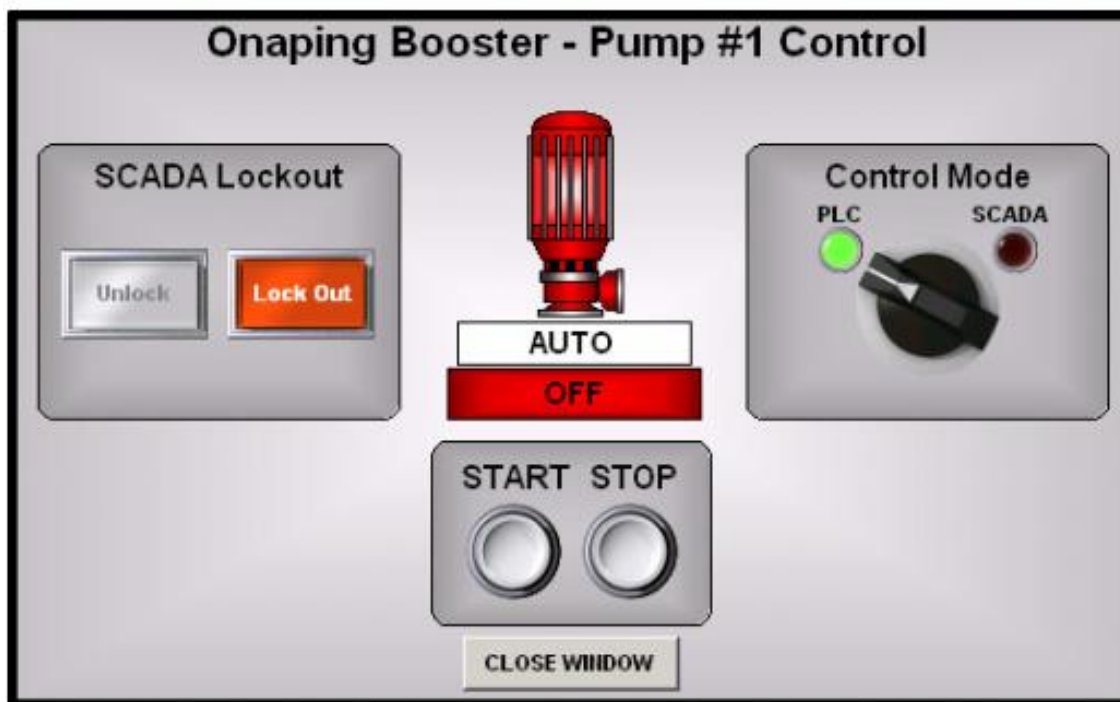 Onaping Booster - Pump #1 Control
SCADA Lockout
Unlock
Lock Out
AUTO
OFF
Control Mode
PLC
SCADA
START
STOP
CLOSE WINDOW